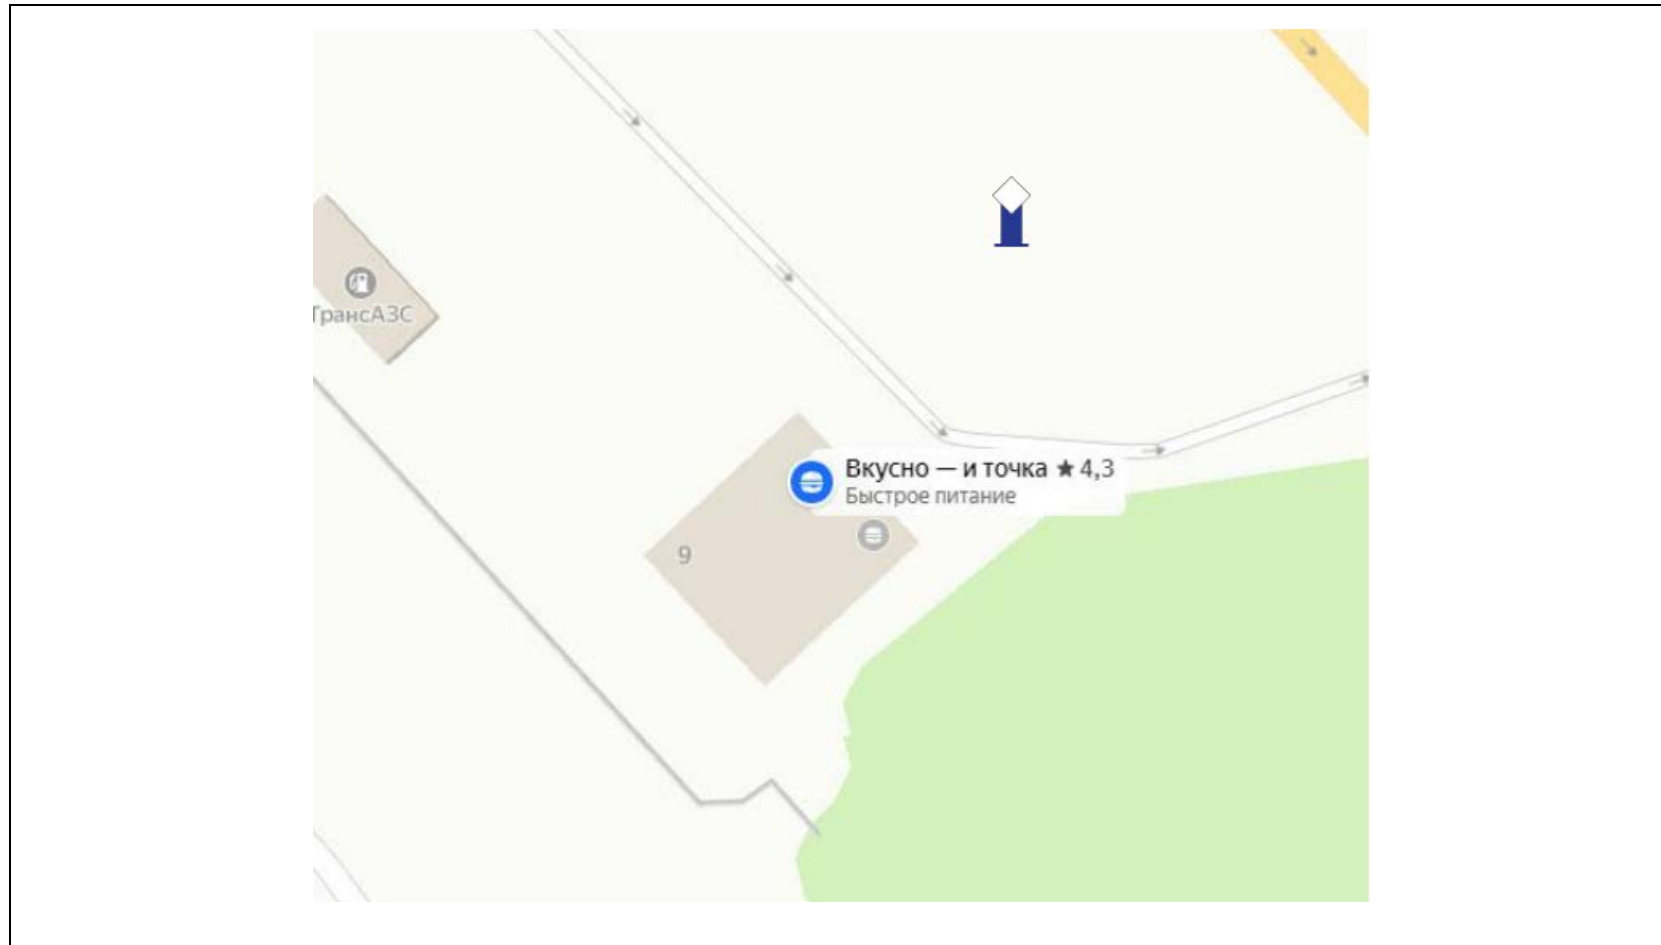 ТрансАЗС
Вкусно — и точка ★ 4,3
Быстрое питание
9